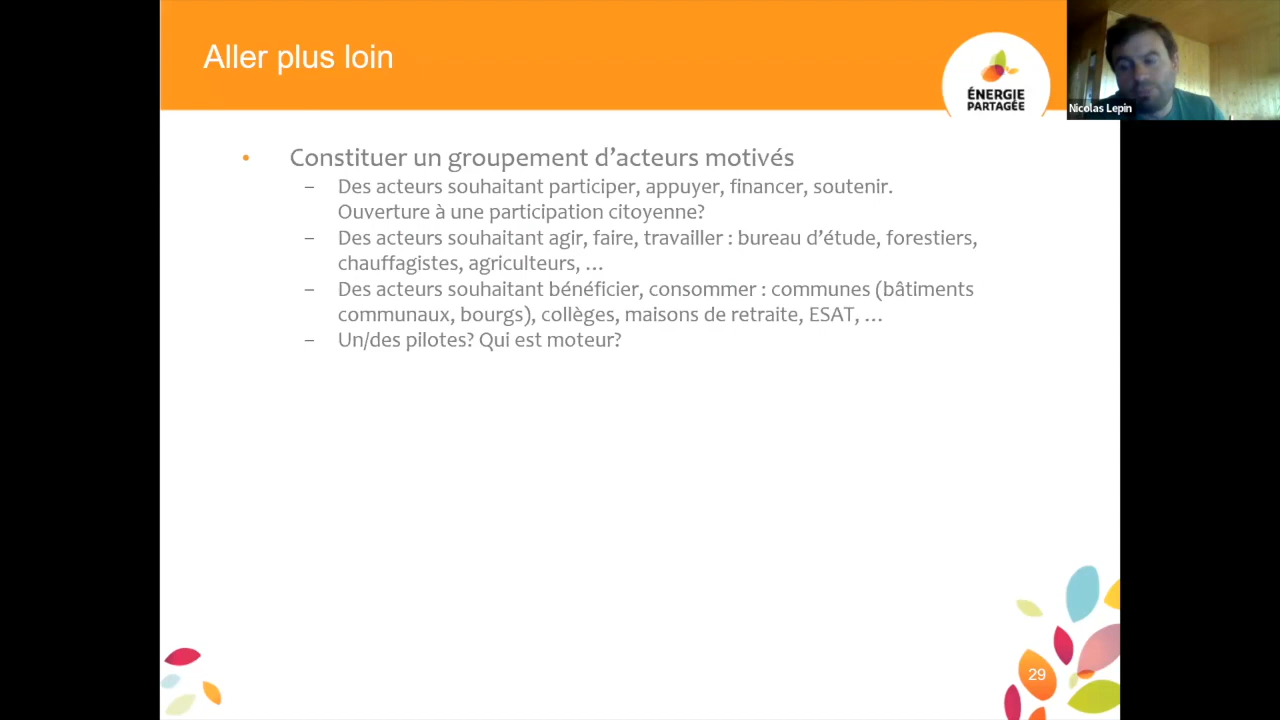 Aller plus loin
ÉNERGIE
PARTAGÉE
Nicolas Lepin
• Constituer un groupement d’acteurs motivés
– Des acteurs souhaitant participer, appuyer, financer, soutenir.
Ouverture à une participation citoyenne?
– Des acteurs souhaitant agir, faire, travailler : bureau d’étude, forestiers,
chauffagistes, agriculteurs, …
– Des acteurs souhaitant bénéficier, consommer : communes (bâtiments
communaux, bourgs), collèges, maisons de retraite, ESAT, …
– Un/des pilotes? Qui est moteur?
29